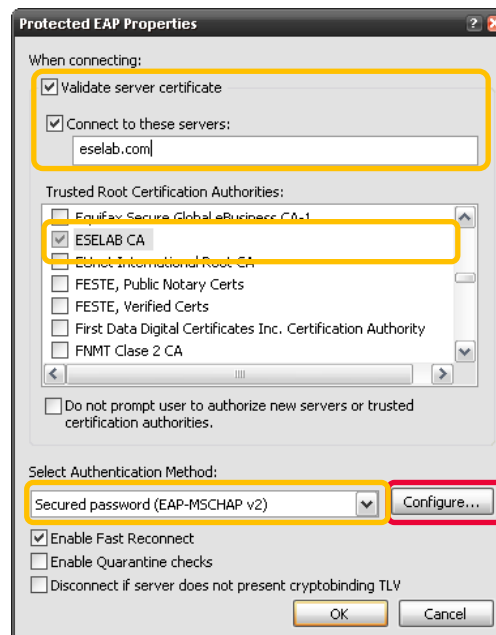 Protected EAP Properties
When connecting:
Validate server certificate
Connect to these servers:
eselab.com
Trusted Root Certification Authorities:
Equifax Secure Global eBusiness CA-1
ESELAB CA
EUnet International Root CA
FESTE, Public Notary Certs
FESTE, Verified Certs
First Data Digital Certificates Inc. Certification Authority
FNMT Clase 2 CA
Do not prompt user to authorize new servers or trusted
certification authorities.
Select Authentication Method:
Secured password (EAP-MSCHAP v2)
Configure...
Enable Fast Reconnect
Enable Quarantine checks
Disconnect if server does not present cryptobinding TLV
OK
Cancel